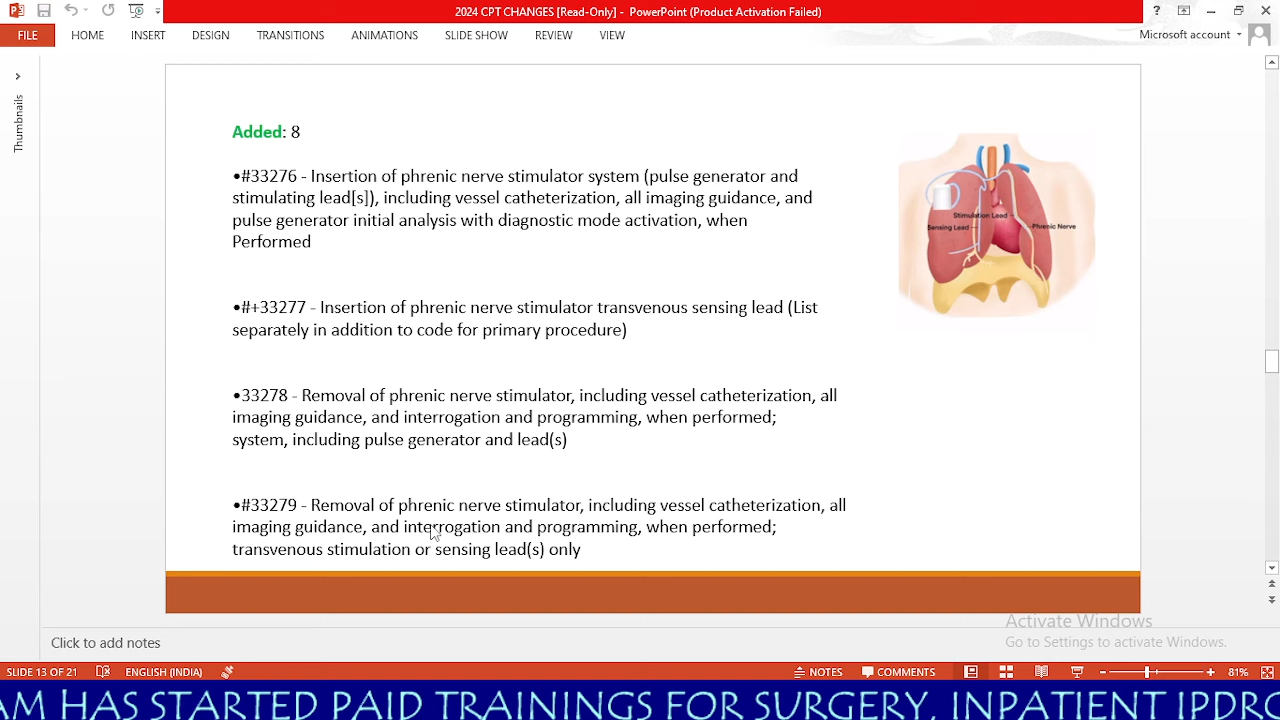 2024 CPT CHANGES [Read-Only] - PowerPoint (Product Activation Failed)
?
FILE
HOME
INSERT
DESIGN
TRANSITIONS
ANIMATIONS
SLIDE SHOW
REVIEW
VIEW
Microsoft account
Thumbnails
Added: 8
•#33276 - Insertion of phrenic nerve stimulator system (pulse generator and
stimulating lead[s]), including vessel catheterization, all imaging guidance, and
pulse generator initial analysis with diagnostic mode activation, when
Performed
•#+33277 - Insertion of phrenic nerve stimulator transvenous sensing lead (List
separately in addition to code for primary procedure)
•33278 - Removal of phrenic nerve stimulator, including vessel catheterization, all
imaging guidance, and interrogation and programming, when performed;
system, including pulse generator and lead(s)
•#33279 - Removal of phrenic nerve stimulator, including vessel catheterization, all
imaging guidance, and interrogation and programming, when performed;
transvenous stimulation or sensing lead(s) only
Stimulation Lead
Sensing Lead
Phrenic Nerve
Activate Windows
Go to Settings to activate Windows.
Click to add notes
SLIDE 13 OF 21
ENGLISH (INDIA)
NOTES
COMMENTS
81%
AM HAS STARTED PAID TRAININGS FOR SURGERY, INPATIENT IPDRG